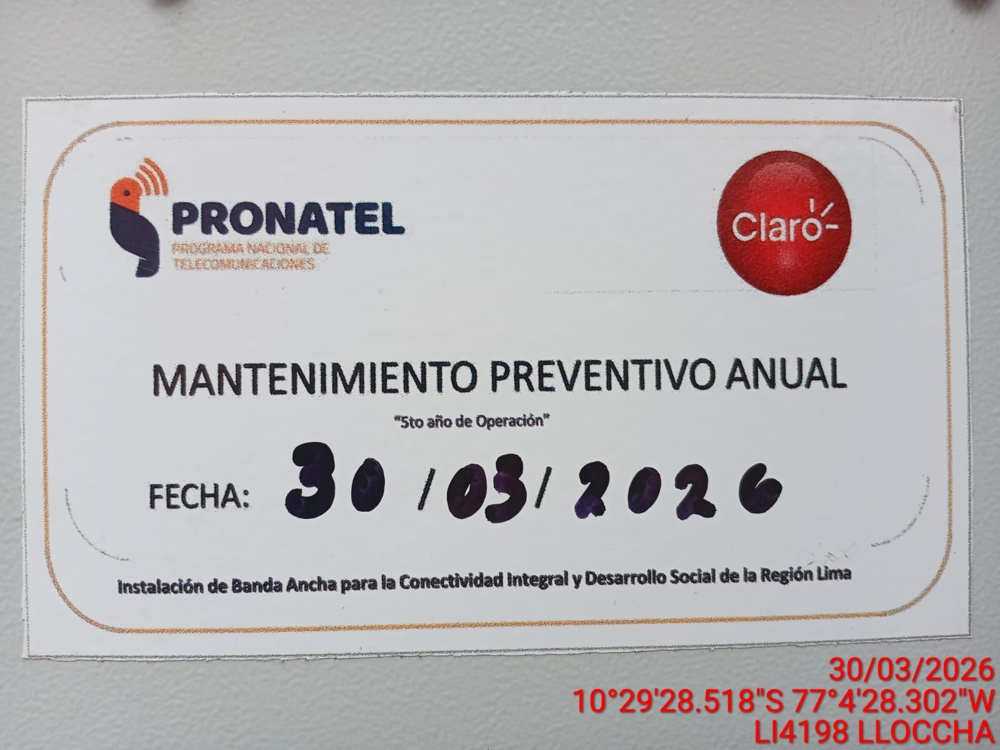 PRONATEL
PROGRAMA NACIONAL DE
TELECOMUNICACIONES
Claro
MANTENIMIENTO PREVENTIVO ANUAL
"5to año de Operación"
FECHA: 30/03/2026
Instalación de Banda Ancha para la Conectividad Integral y Desarrollo Social de la Región Lima
30/03/2026
10°29'28.518"S 77°4'28.302"W
LI4198 LLOCCHA